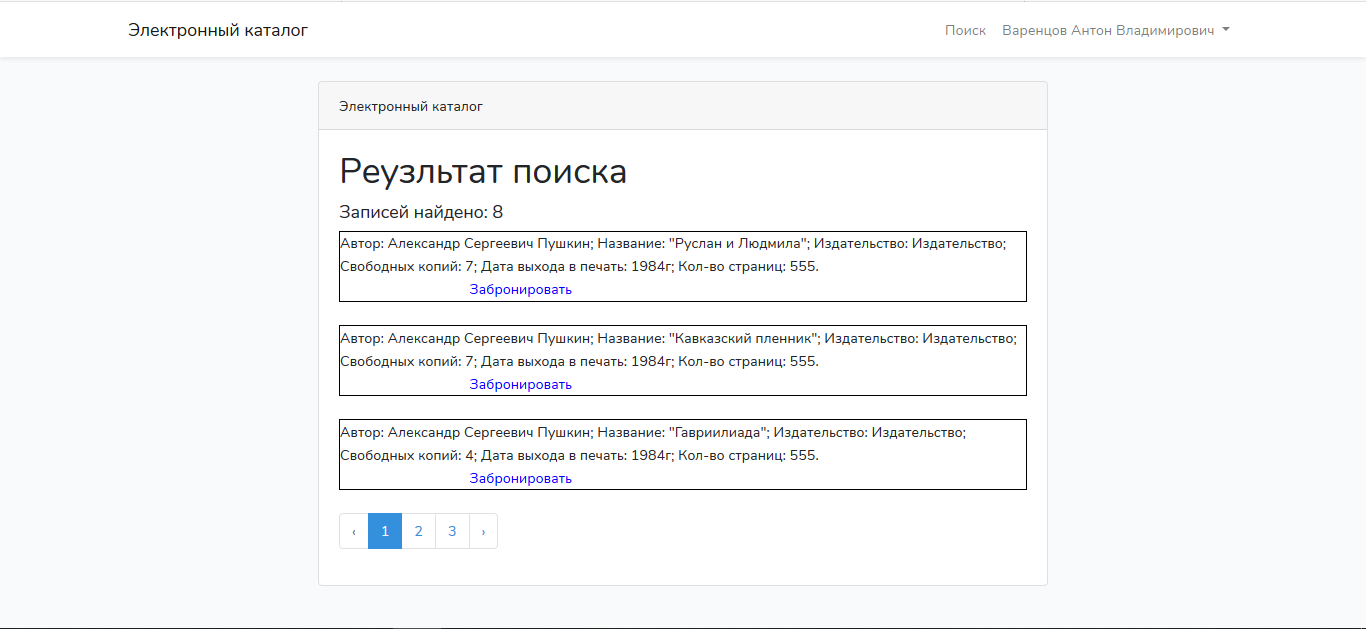 Электронный каталог
Поиск Варенцов Антон Владимирович
Электронный каталог
Реузльтат поиска
Записей найдено: 8
Автор: Александр Сергеевич Пушкин; Название: "Руслан и Людмила"; Издательство: Издательство;
Свободных копий: 7; Дата выхода в печать: 1984г; Кол-во страниц: 555.
Забронировать
Автор: Александр Сергеевич Пушкин; Название: "Кавказский пленник"; Издательство: Издательство;
Свободных копий: 7; Дата выхода в печать: 1984г; Кол-во страниц: 555.
Забронировать
Автор: Александр Сергеевич Пушкин; Название: "Гавриилиада"; Издательство: Издательство;
Свободных копий: 4; Дата выхода в печать: 1984г; Кол-во страниц: 555.
Забронировать
‹ 1 2 3 ›